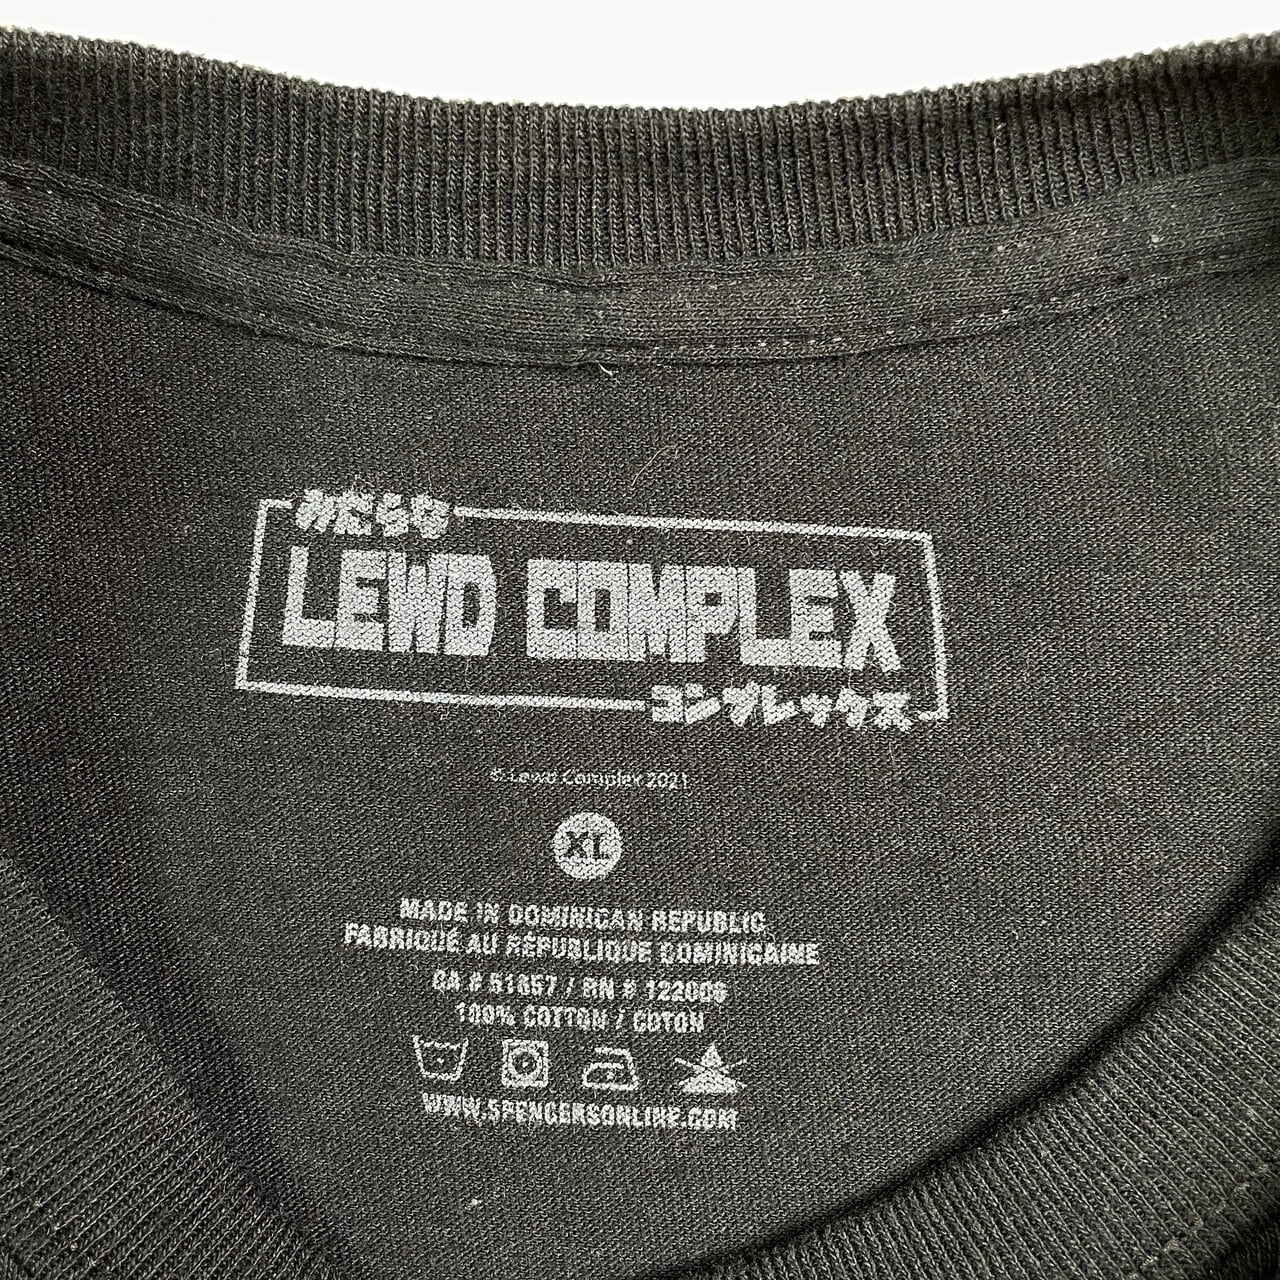 みだらな
LEWD COMPLEX
コンプレックス
© Lewd Complex 2021
XL
MADE IN DOMINICAN REPUBLIC
FABRIQUÉ AU RÉPUBLIQUE DOMINICAINE
CA # 51857 / RN # 122006
100% COTTON / COTON
WWW.SPENCERSONLINE.COM